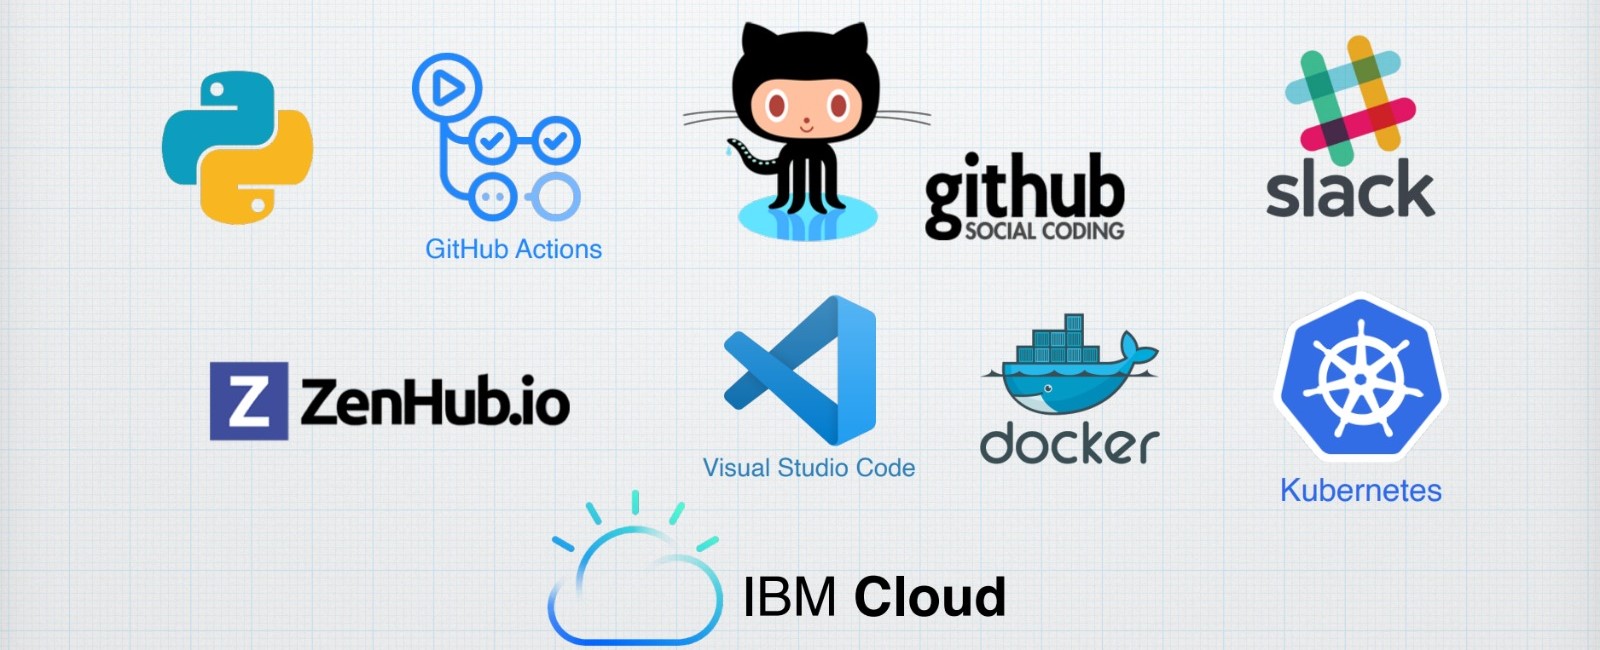 GitHub Actions
github
SOCIAL CODING
slack
Z ZenHub.io
Visual Studio Code
docker
Kubernetes
IBM Cloud